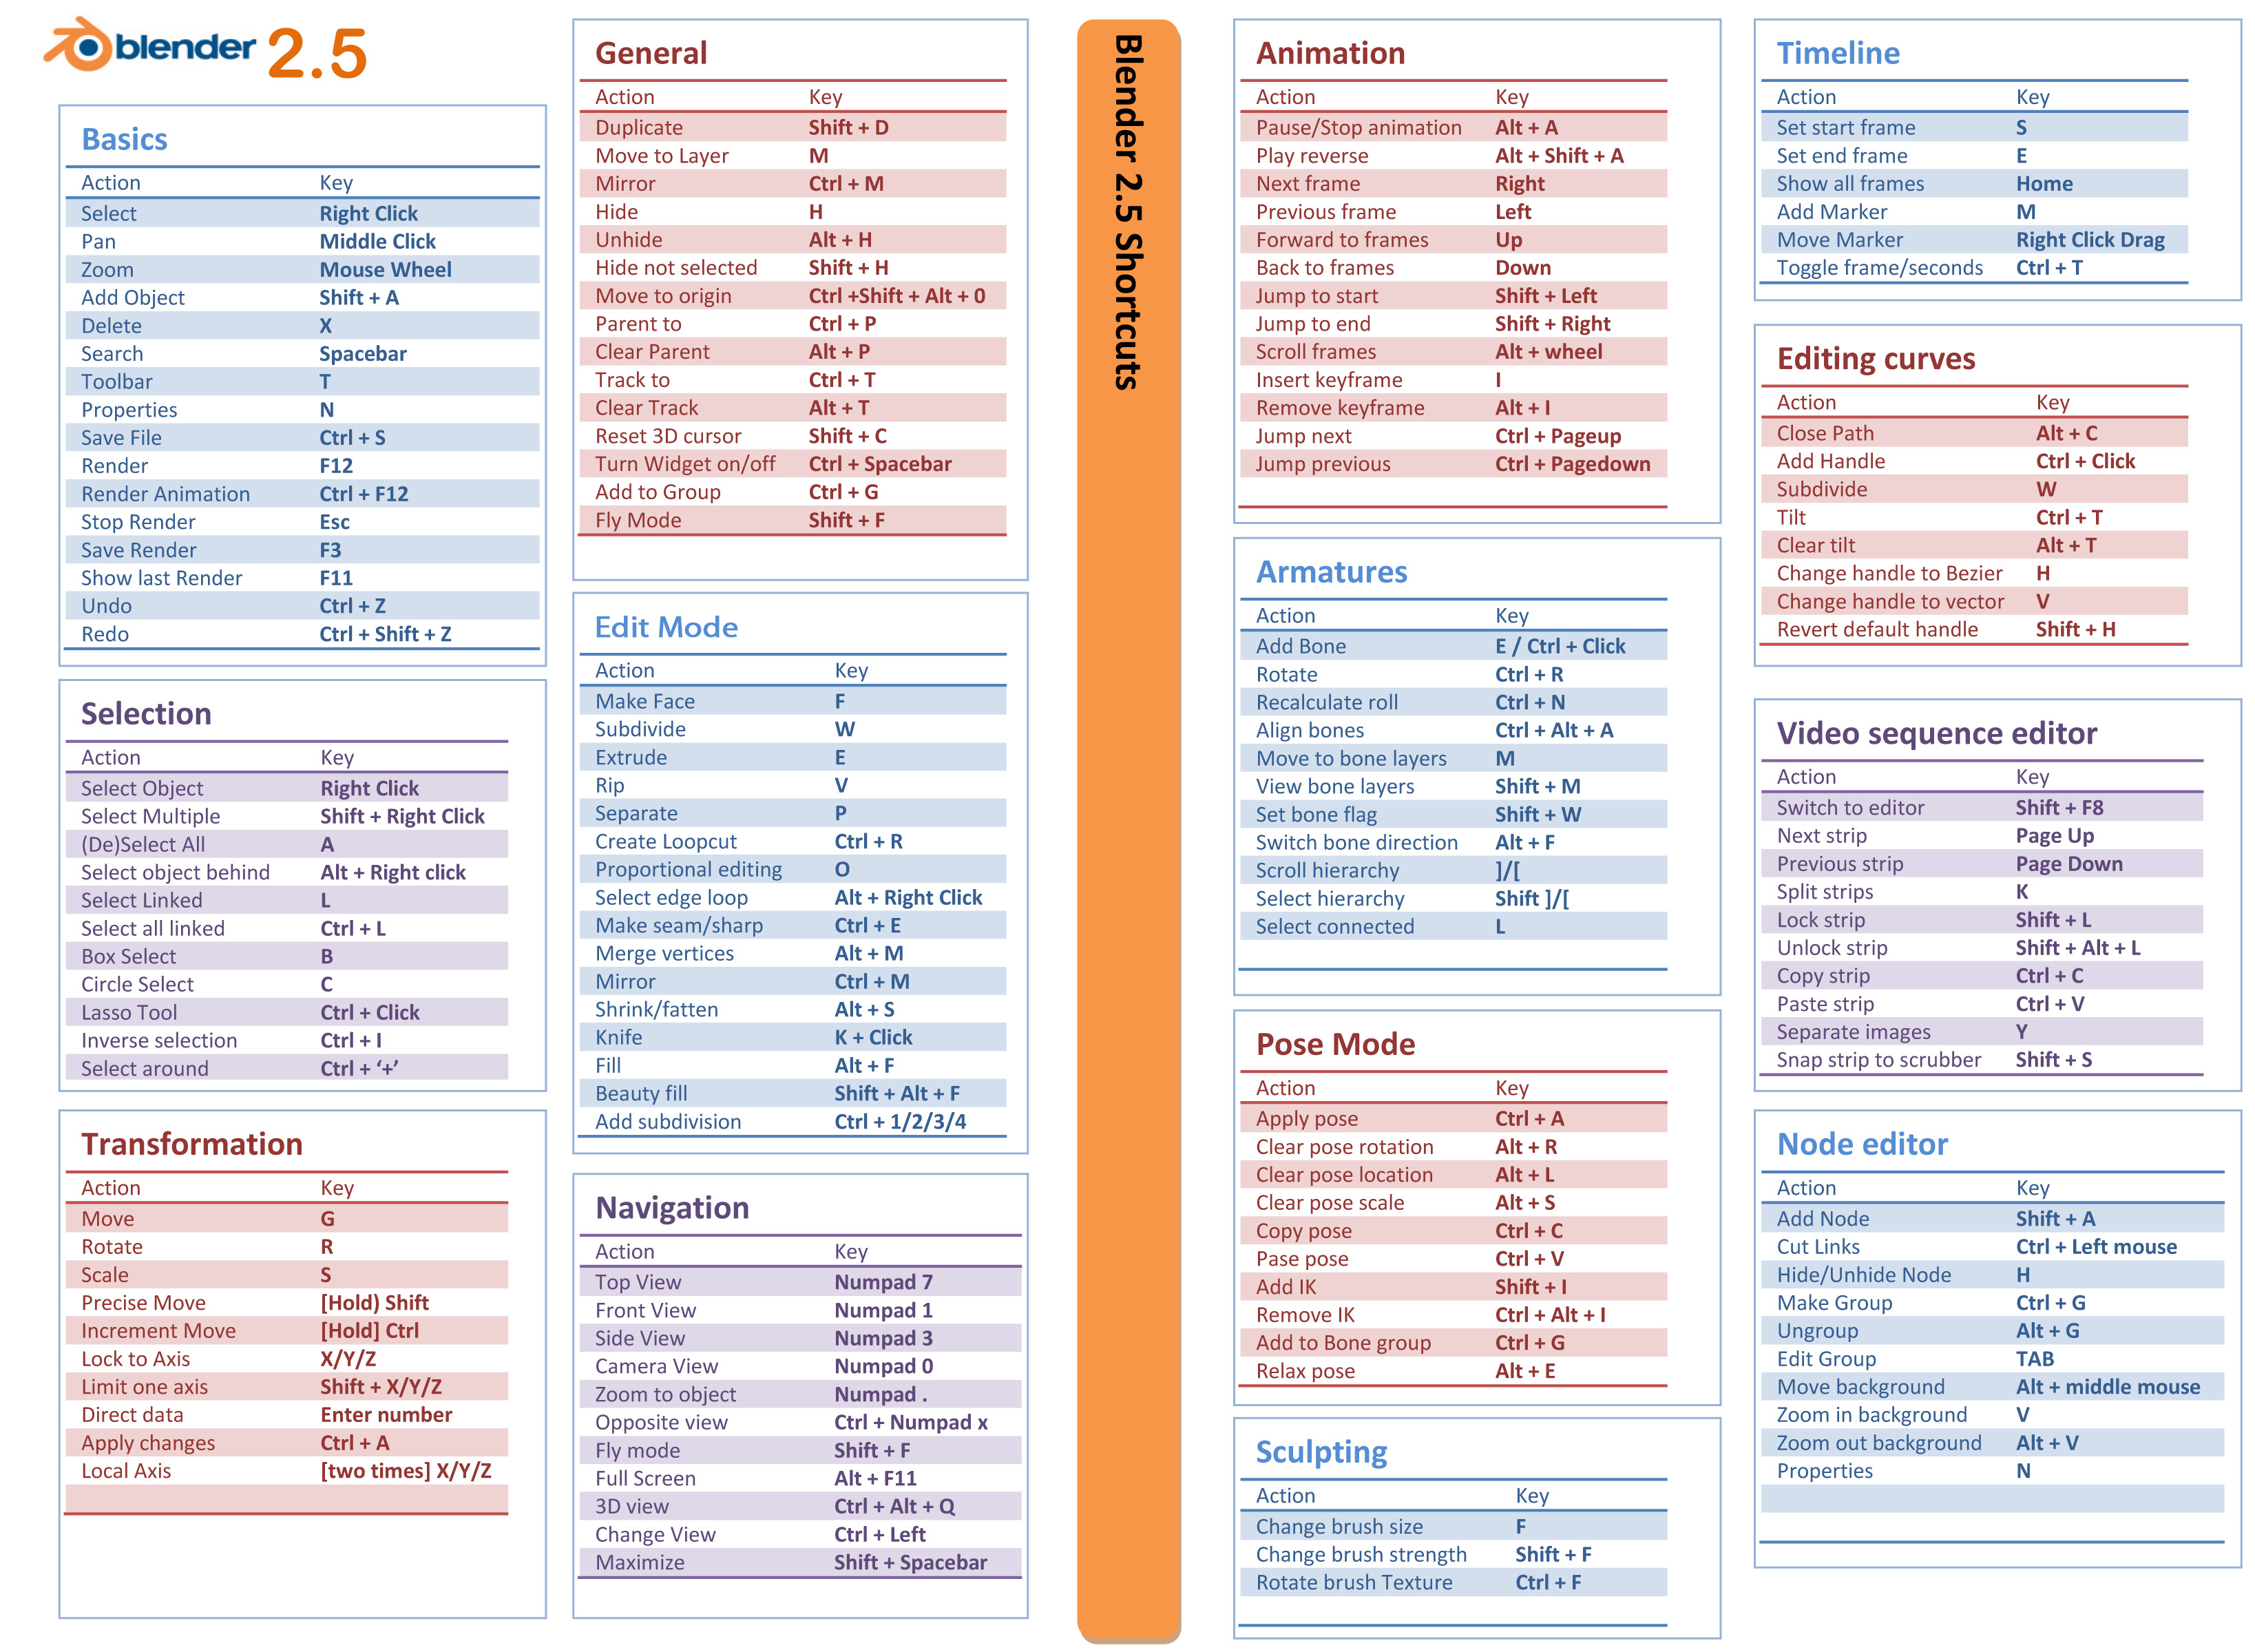 blender 2.5
Basics
Action Key
Select Right Click
Pan Middle Click
Zoom Mouse Wheel
Add Object Shift + A
Delete X
Search Spacebar
Toolbar T
Properties N
Save File Ctrl + S
Render F12
Render Animation Ctrl + F12
Stop Render Esc
Save Render F3
Show last Render F11
Undo Ctrl + Z
Redo Ctrl + Shift + Z
Selection
Action Key
Select Object Right Click
Select Multiple Shift + Right Click
(De)Select All A
Select object behind Alt + Right click
Select Linked L
Select all linked Ctrl + L
Box Select B
Circle Select C
Lasso Tool Ctrl + Click
Inverse selection Ctrl + I
Select around Ctrl + ‘+’
Transformation
Action Key
Move G
Rotate R
Scale S
Precise Move [Hold) Shift
Increment Move [Hold] Ctrl
Lock to Axis X/Y/Z
Limit one axis Shift + X/Y/Z
Direct data Enter number
Apply changes Ctrl + A
Local Axis [two times] X/Y/Z
General
Action Key
Duplicate Shift + D
Move to Layer M
Mirror Ctrl + M
Hide H
Unhide Alt + H
Hide not selected Shift + H
Move to origin Ctrl +Shift + Alt + 0
Parent to Ctrl + P
Clear Parent Alt + P
Track to Ctrl + T
Clear Track Alt + T
Reset 3D cursor Shift + C
Turn Widget on/off Ctrl + Spacebar
Add to Group Ctrl + G
Fly Mode Shift + F
Edit Mode
Action Key
Make Face F
Subdivide W
Extrude E
Rip V
Separate P
Create Loopcut Ctrl + R
Proportional editing O
Select edge loop Alt + Right Click
Make seam/sharp Ctrl + E
Merge vertices Alt + M
Mirror Ctrl + M
Shrink/fatten Alt + S
Knife K + Click
Fill Alt + F
Beauty fill Shift + Alt + F
Add subdivision Ctrl + 1/2/3/4
Navigation
Action Key
Top View Numpad 7
Front View Numpad 1
Side View Numpad 3
Camera View Numpad 0
Zoom to object Numpad .
Opposite view Ctrl + Numpad x
Fly mode Shift + F
Full Screen Alt + F11
3D view Ctrl + Alt + Q
Change View Ctrl + Left
Maximize Shift + Spacebar
Blender 2.5 Shortcuts
Animation
Action Key
Pause/Stop animation Alt + A
Play reverse Alt + Shift + A
Next frame Right
Previous frame Left
Forward to frames Up
Back to frames Down
Jump to start Shift + Left
Jump to end Shift + Right
Scroll frames Alt + wheel
Insert keyframe I
Remove keyframe Alt + I
Jump next Ctrl + Pageup
Jump previous Ctrl + Pagedown
Armatures
Action Key
Add Bone E / Ctrl + Click
Rotate Ctrl + R
Recalculate roll Ctrl + N
Align bones Ctrl + Alt + A
Move to bone layers M
View bone layers Shift + M
Set bone flag Shift + W
Switch bone direction Alt + F
Scroll hierarchy ]/[
Select hierarchy Shift ]/[
Select connected L
Pose Mode
Action Key
Apply pose Ctrl + A
Clear pose rotation Alt + R
Clear pose location Alt + L
Clear pose scale Alt + S
Copy pose Ctrl + C
Pase pose Ctrl + V
Add IK Shift + I
Remove IK Ctrl + Alt + I
Add to Bone group Ctrl + G
Relax pose Alt + E
Sculpting
Action Key
Change brush size F
Change brush strength Shift + F
Rotate brush Texture Ctrl + F
Timeline
Action Key
Set start frame S
Set end frame E
Show all frames Home
Add Marker M
Move Marker Right Click Drag
Toggle frame/seconds Ctrl + T
Editing curves
Action Key
Close Path Alt + C
Add Handle Ctrl + Click
Subdivide W
Tilt Ctrl + T
Clear tilt Alt + T
Change handle to Bezier H
Change handle to vector V
Revert default handle Shift + H
Video sequence editor
Action Key
Switch to editor Shift + F8
Next strip Page Up
Previous strip Page Down
Split strips K
Lock strip Shift + L
Unlock strip Shift + Alt + L
Copy strip Ctrl + C
Paste strip Ctrl + V
Separate images Y
Snap strip to scrubber Shift + S
Node editor
Action Key
Add Node Shift + A
Cut Links Ctrl + Left mouse
Hide/Unhide Node H
Make Group Ctrl + G
Ungroup Alt + G
Edit Group TAB
Move background Alt + middle mouse
Zoom in background V
Zoom out background Alt + V
Properties N